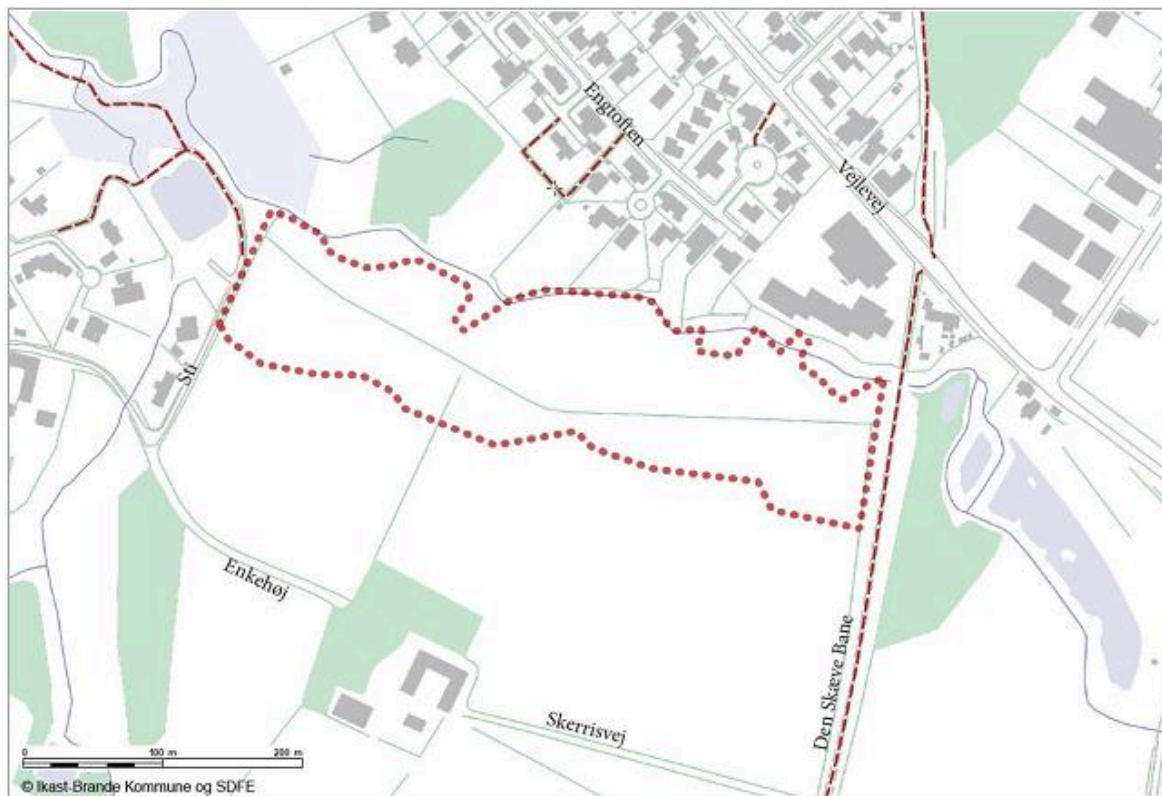 Engtoften
Vejlevej
Sti
Enkehøj
Den Skæve Bane
Skerrisvej
0 100 m 200 m
© Ikast-Brande Kommune og SDFE